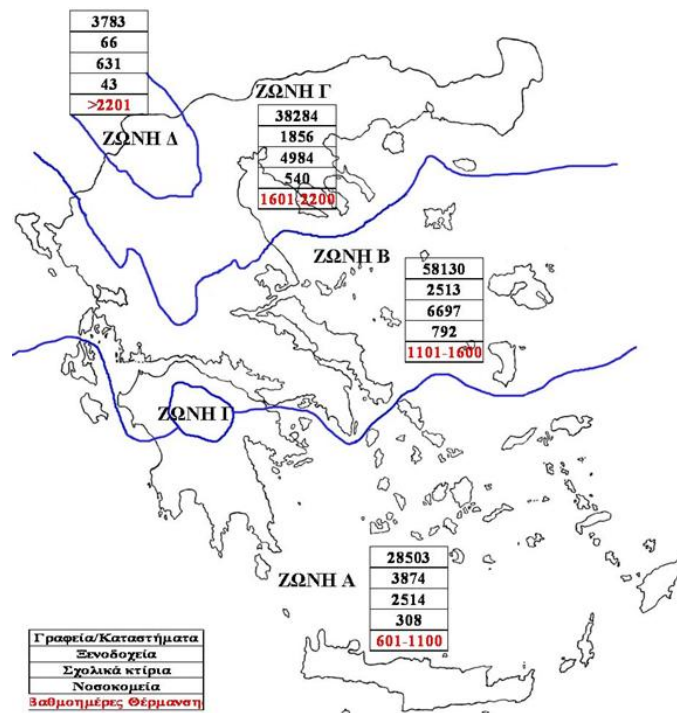 3783
66
631
43
>2201
ΖΩΝΗ Δ
ΖΩΝΗ Γ
38284
1856
4984
540
1601-2200
ΖΩΝΗ Β
58130
2513
6697
792
1101-1600
ΖΩΝΗ Ι
ΖΩΝΗ Α
28503
3874
2514
308
601-1100
Γραφεία/Καταστήματα
Ξενοδοχεία
Σχολικά κτίρια
Νοσοκομεία
Βαθμοημέρες Θέρμανση